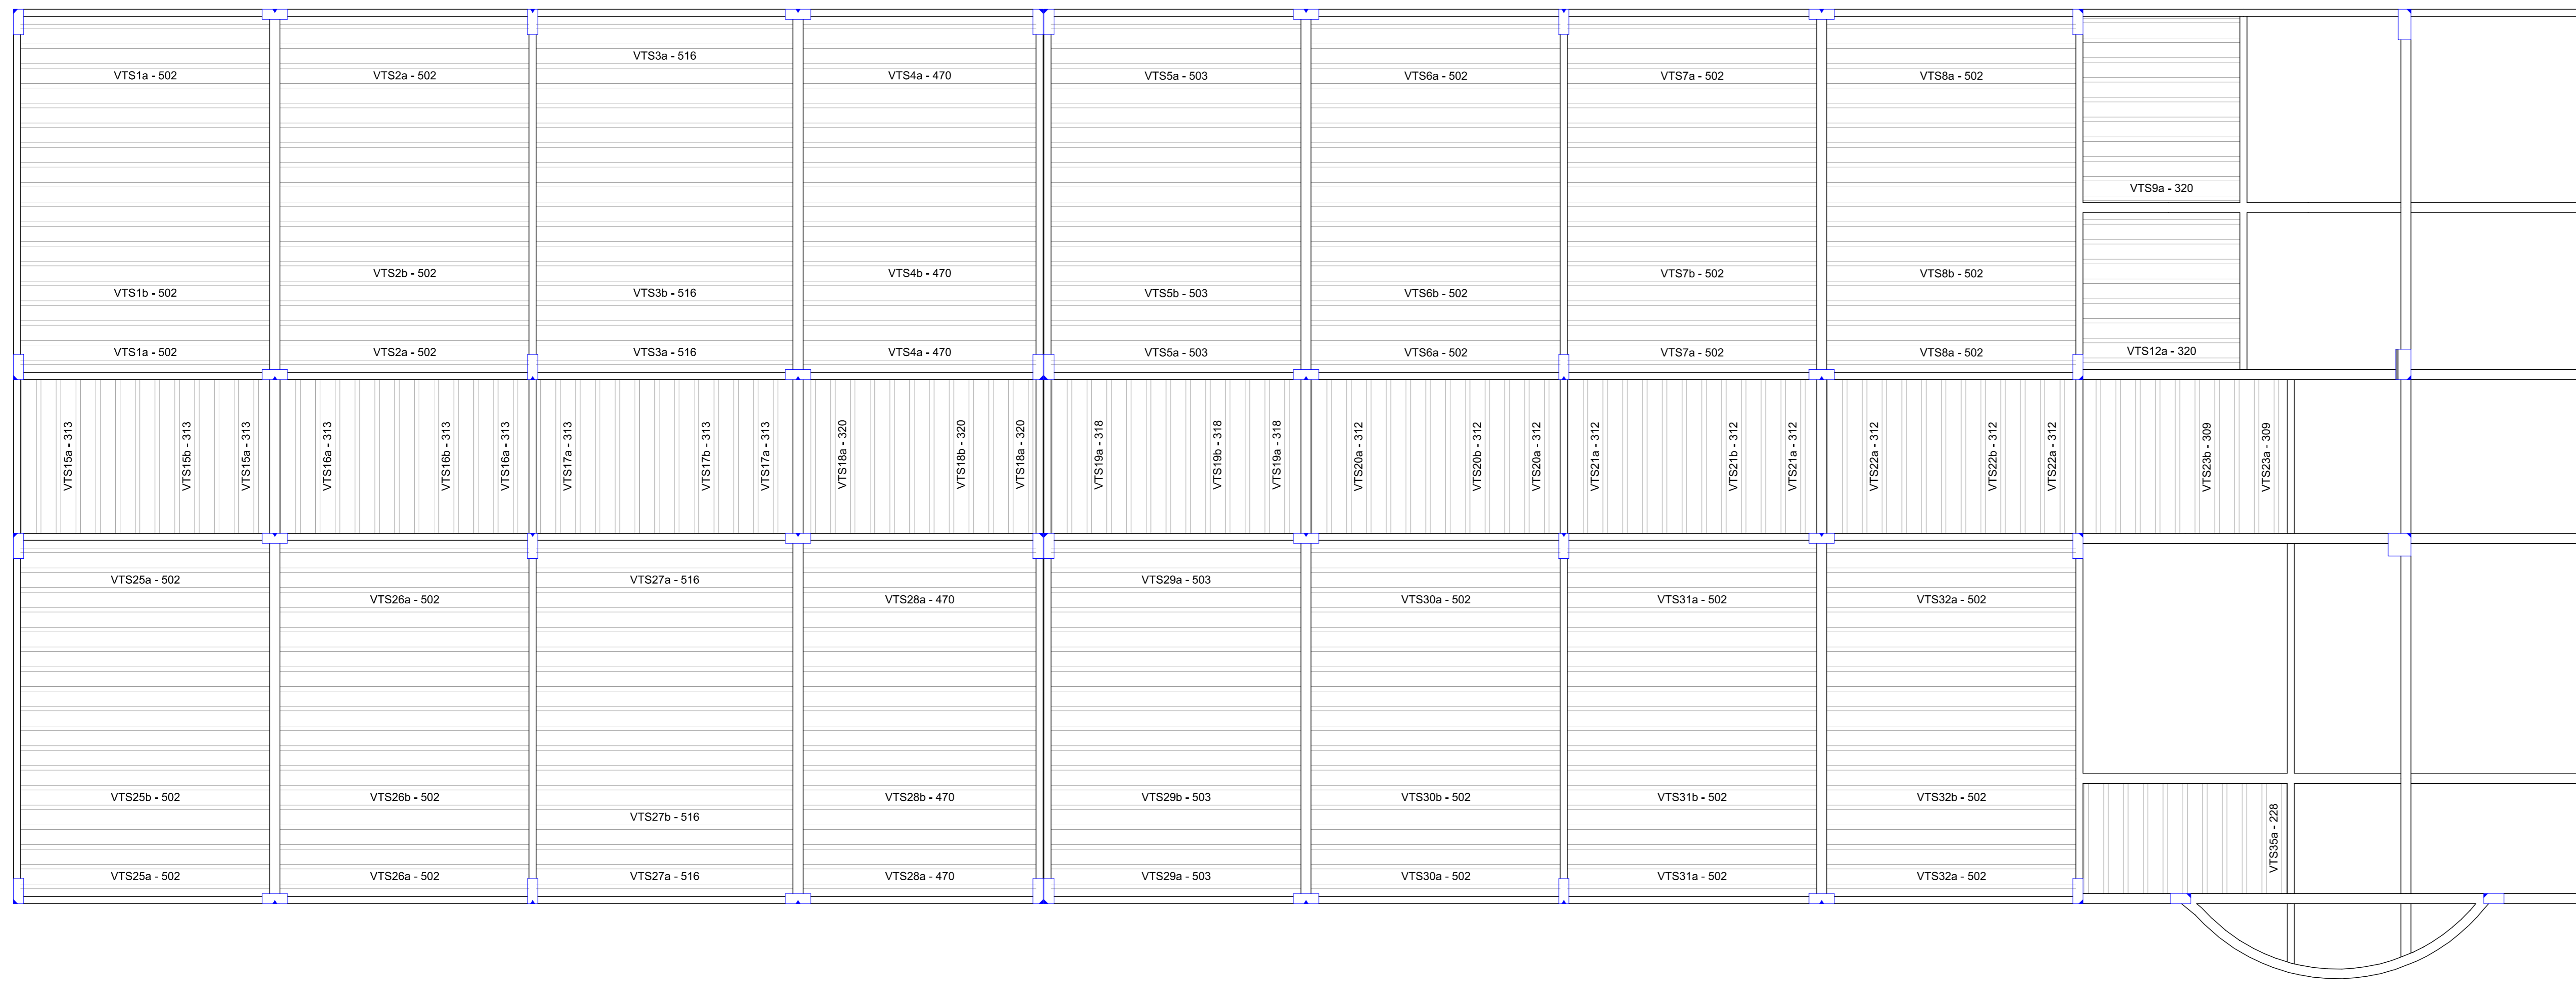 VTS3a - 516
VTS1a - 502
VTS2a - 502
VTS4a - 470
VTS5a - 503
VTS6a - 502
VTS7a - 502
VTS8a - 502
VTS9a - 320
VTS2b - 502
VTS4b - 470
VTS7b - 502
VTS8b - 502
VTS1b - 502
VTS3b - 516
VTS5b - 503
VTS6b - 502
VTS1a - 502
VTS2a - 502
VTS3a - 516
VTS4a - 470
VTS5a - 503
VTS6a - 502
VTS7a - 502
VTS8a - 502
VTS12a - 320
VTS15a - 313
VTS15b - 313
VTS15a - 313
VTS16a - 313
VTS16b - 313
VTS16a - 313
VTS17a - 313
VTS17b - 313
VTS17a - 313
VTS18a - 320
VTS18b - 320
VTS18a - 320
VTS19a - 318
VTS19b - 318
VTS19a - 318
VTS20a - 312
VTS20b - 312
VTS20a - 312
VTS21a - 312
VTS21b - 312
VTS21a - 312
VTS22a - 312
VTS22b - 312
VTS22a - 312
VTS23b - 309
VTS23a - 309
VTS25a - 502
VTS27a - 516
VTS29a - 503
VTS26a - 502
VTS28a - 470
VTS30a - 502
VTS31a - 502
VTS32a - 502
VTS25b - 502
VTS26b - 502
VTS28b - 470
VTS29b - 503
VTS30b - 502
VTS31b - 502
VTS32b - 502
VTS27b - 516
VTS35a - 228
VTS25a - 502
VTS26a - 502
VTS27a - 516
VTS28a - 470
VTS29a - 503
VTS30a - 502
VTS31a - 502
VTS32a - 502